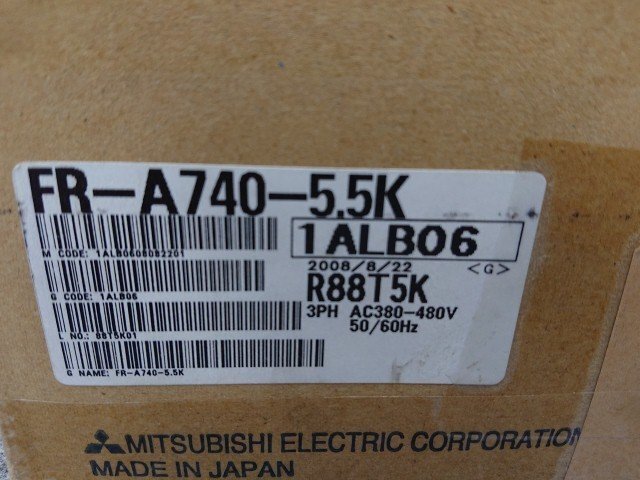 FR-A740-5.5K
1ALB06
M CODE: 1ALB0608082201
2008/8/22 <G>
R88T5K
G CODE: 1ALB06
3PH AC380-480V
50/60Hz
L NO.: 88T5K01
G NAME: FR-A740-5.5K
MITSUBISHI ELECTRIC CORPORATION
MADE IN JAPAN